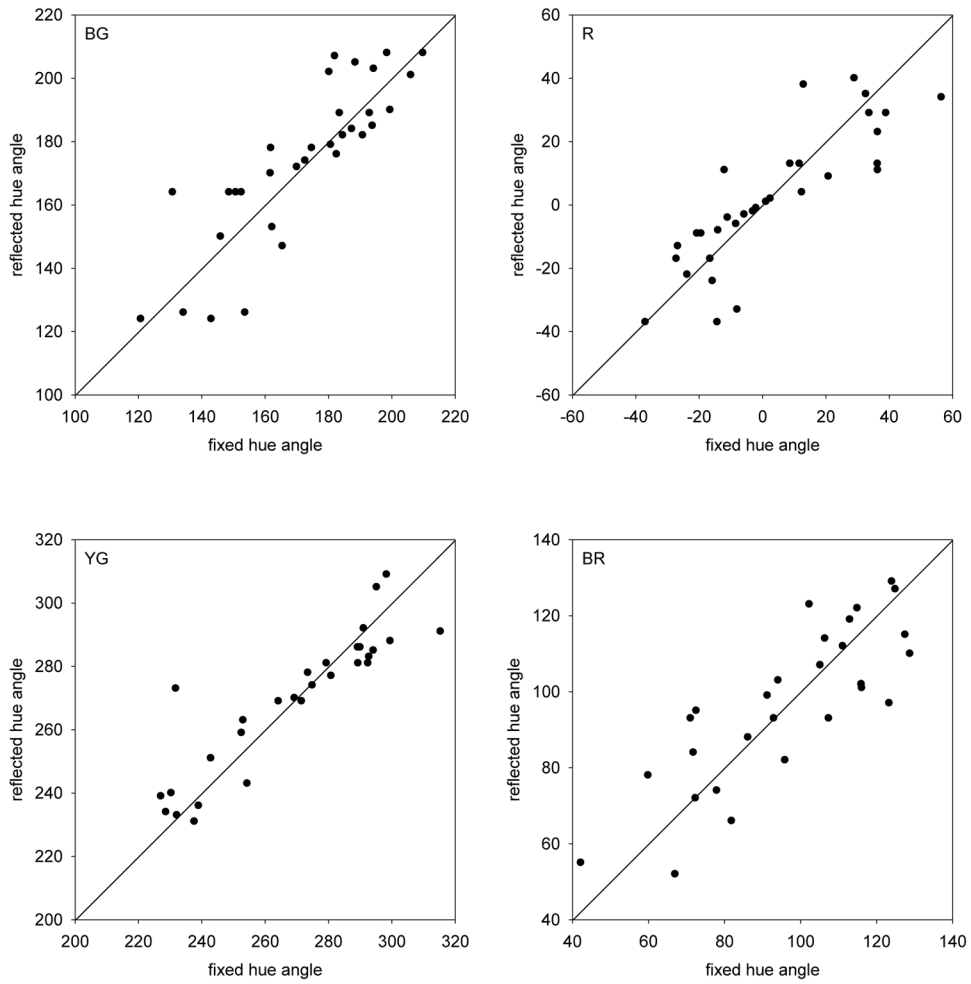 BG
220
200
180
160
140
120
100
100 120 140 160 180 200 220
reflected hue angle
fixed hue angle
R
60
40
20
0
-20
-40
-60
-60 -40 -20 0 20 40 60
reflected hue angle
fixed hue angle
YG
320
300
280
260
240
220
200
200 220 240 260 280 300 320
reflected hue angle
fixed hue angle
BR
140
120
100
80
60
40
40 60 80 100 120 140
reflected hue angle
fixed hue angle